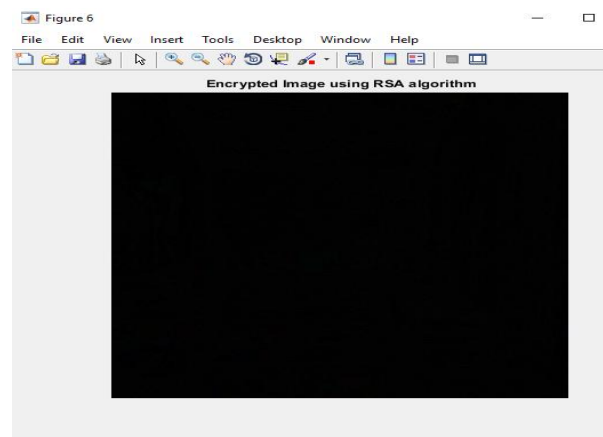 Figure 6
File Edit View Insert Tools Desktop Window Help
Encrypted Image using RSA algorithm